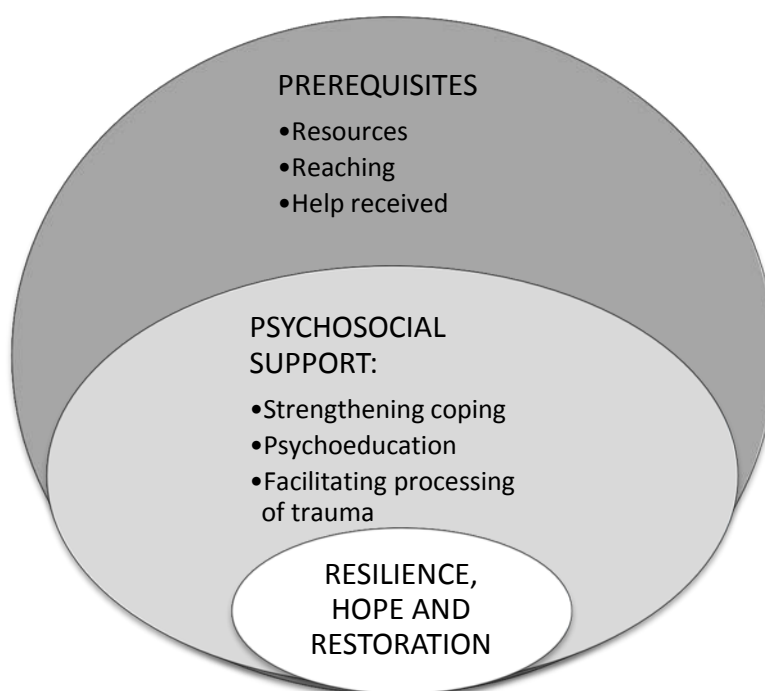 PREREQUISITES
•Resources
•Reaching
•Help received
PSYCHOSOCIAL
SUPPORT:
•Strengthening coping
•Psychoeducation
•Facilitating processing
of trauma
RESILIENCE,
HOPE AND
RESTORATION